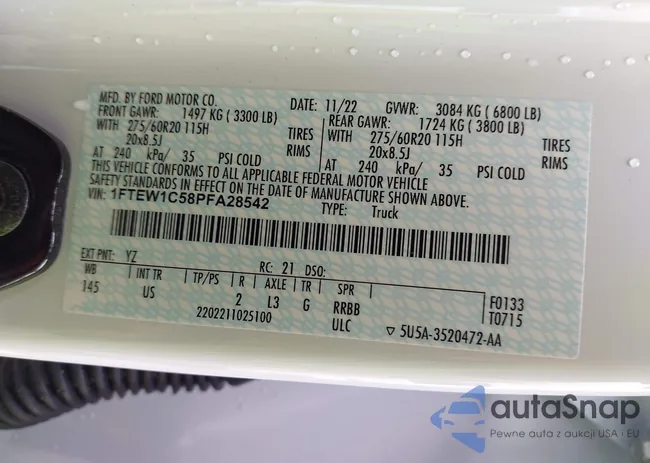 MFD. BY FORD MOTOR CO. DATE: 11/22 GVWR: 3084 KG ( 6800 LB)
FRONT GAWR: 1497 KG ( 3300 LB) REAR GAWR: 1724 KG ( 3800 LB)
WITH 275/60R20 115H TIRES WITH 275/60R20 115H TIRES
20x8.5J RIMS 20x8.5J RIMS
AT 240 kPa/ 35 PSI COLD AT 240 kPa/ 35 PSI COLD
THIS VEHICLE CONFORMS TO ALL APPLICABLE FEDERAL MOTOR VEHICLE
SAFETY STANDARDS IN EFFECT ON THE DATE OF MANUFACTURE SHOWN ABOVE.
VIN: 1FTEW1C58PFA28542 TYPE: Truck
EXT PNT: YZ RC: 21 DSO:
WB INT TR TP/PS R AXLE TR SPR
145 US 2 L3 G RRBB F0133
2202211025100 ULC T0715
▽ 5U5A-3520472-AA
autoSnap
Pewne auta z aukcji USA i EU